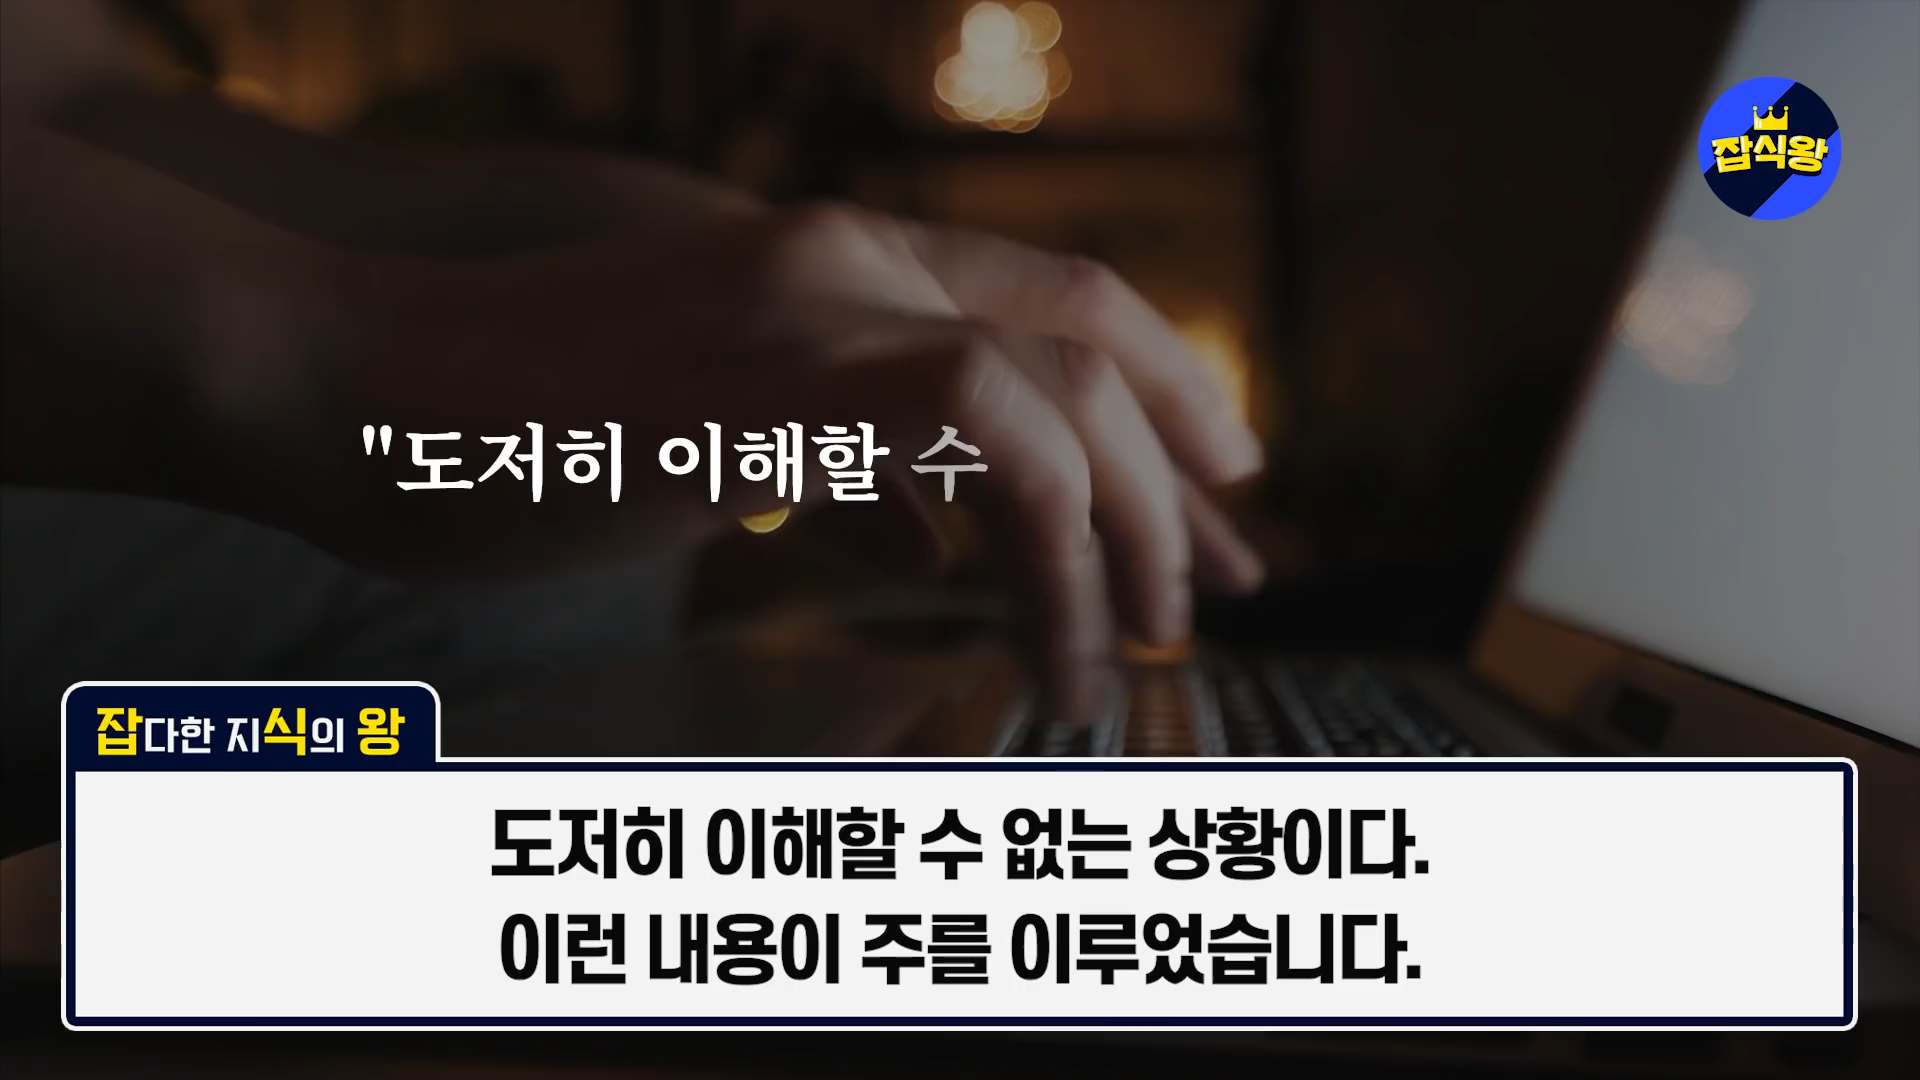 잡식왕
"도저히 이해할 수
잡다한 지식의 왕
도저히 이해할 수 없는 상황이다.
이런 내용이 주를 이루었습니다.